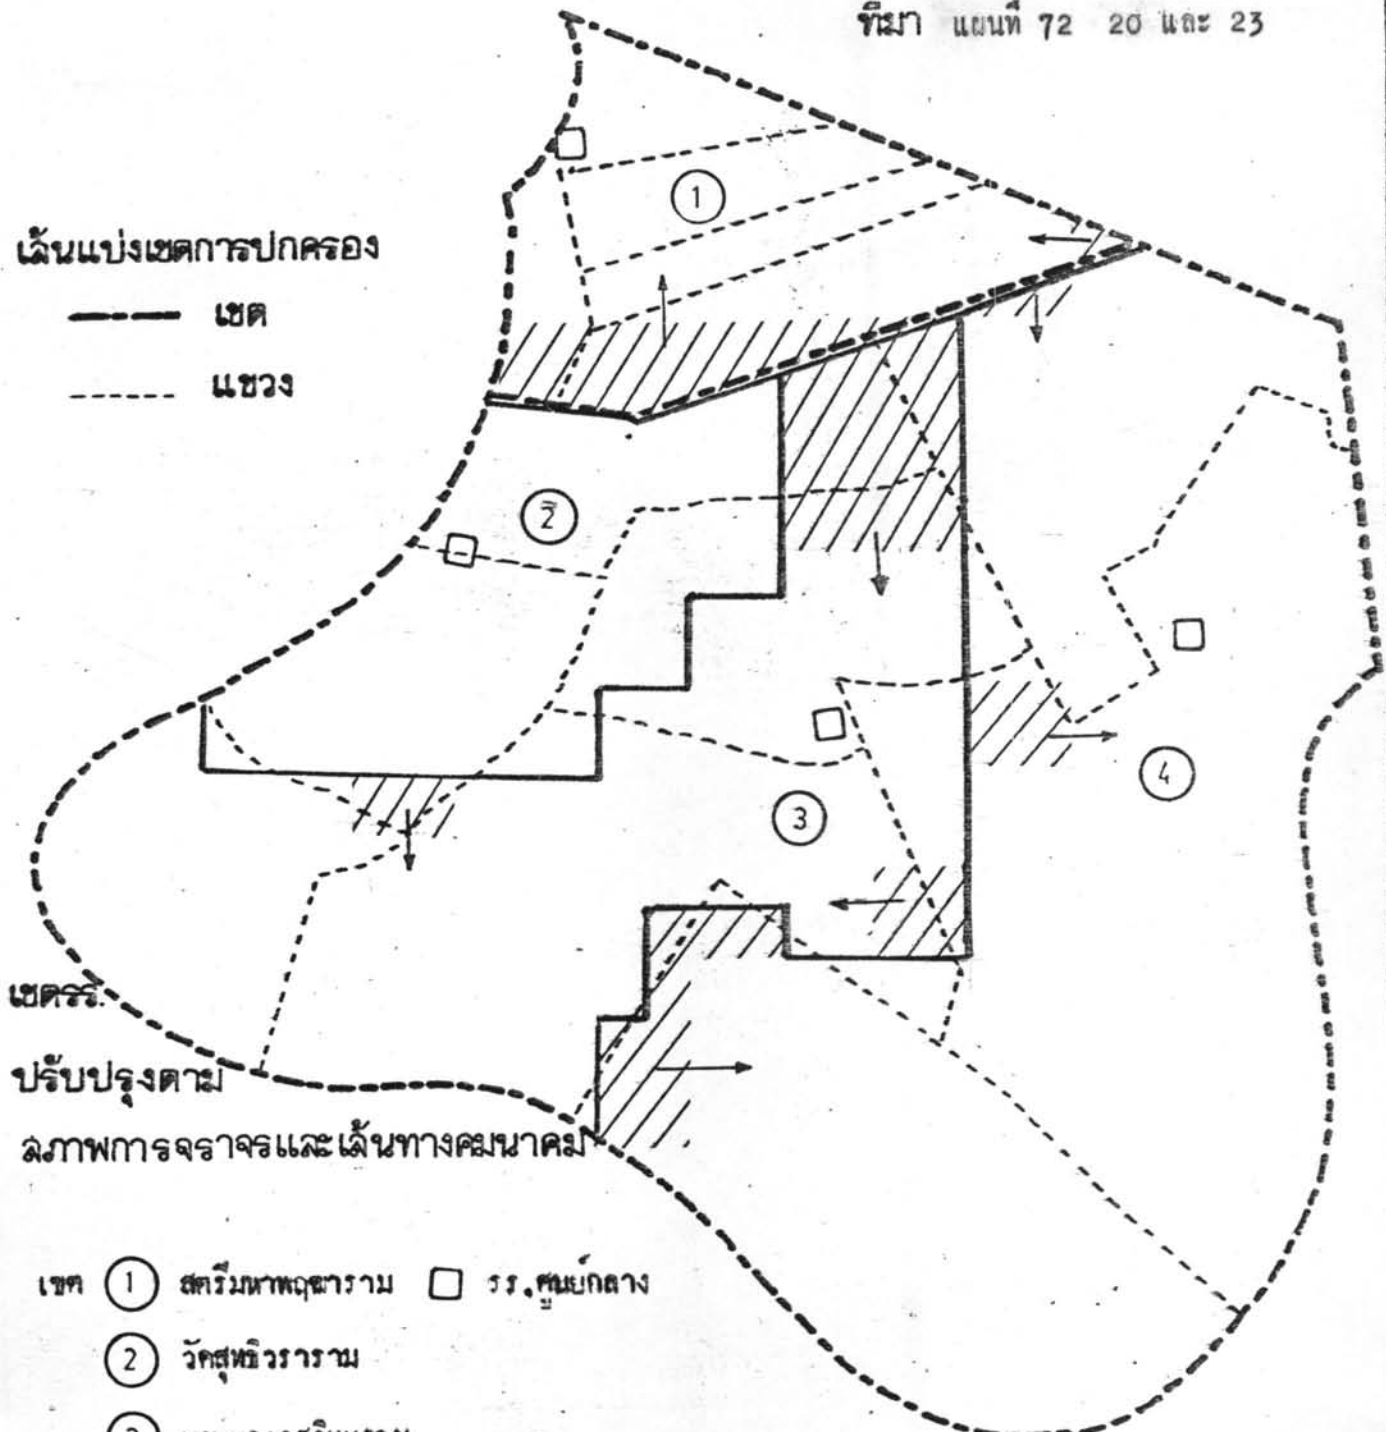 ที่มา แผนที่ 72 20 และ 23
เส้นแบ่งเขตการปกครอง
เขต
แขวง
1
2
3
4
เขตรร.
ปรับปรุงตาม
สภาพการจราจรและเส้นทางคมนาคม
เขต 1 สตรีมหาพฤฒาราม รร.ศูนย์กลาง
2 วัดสุทธิวราราม
3